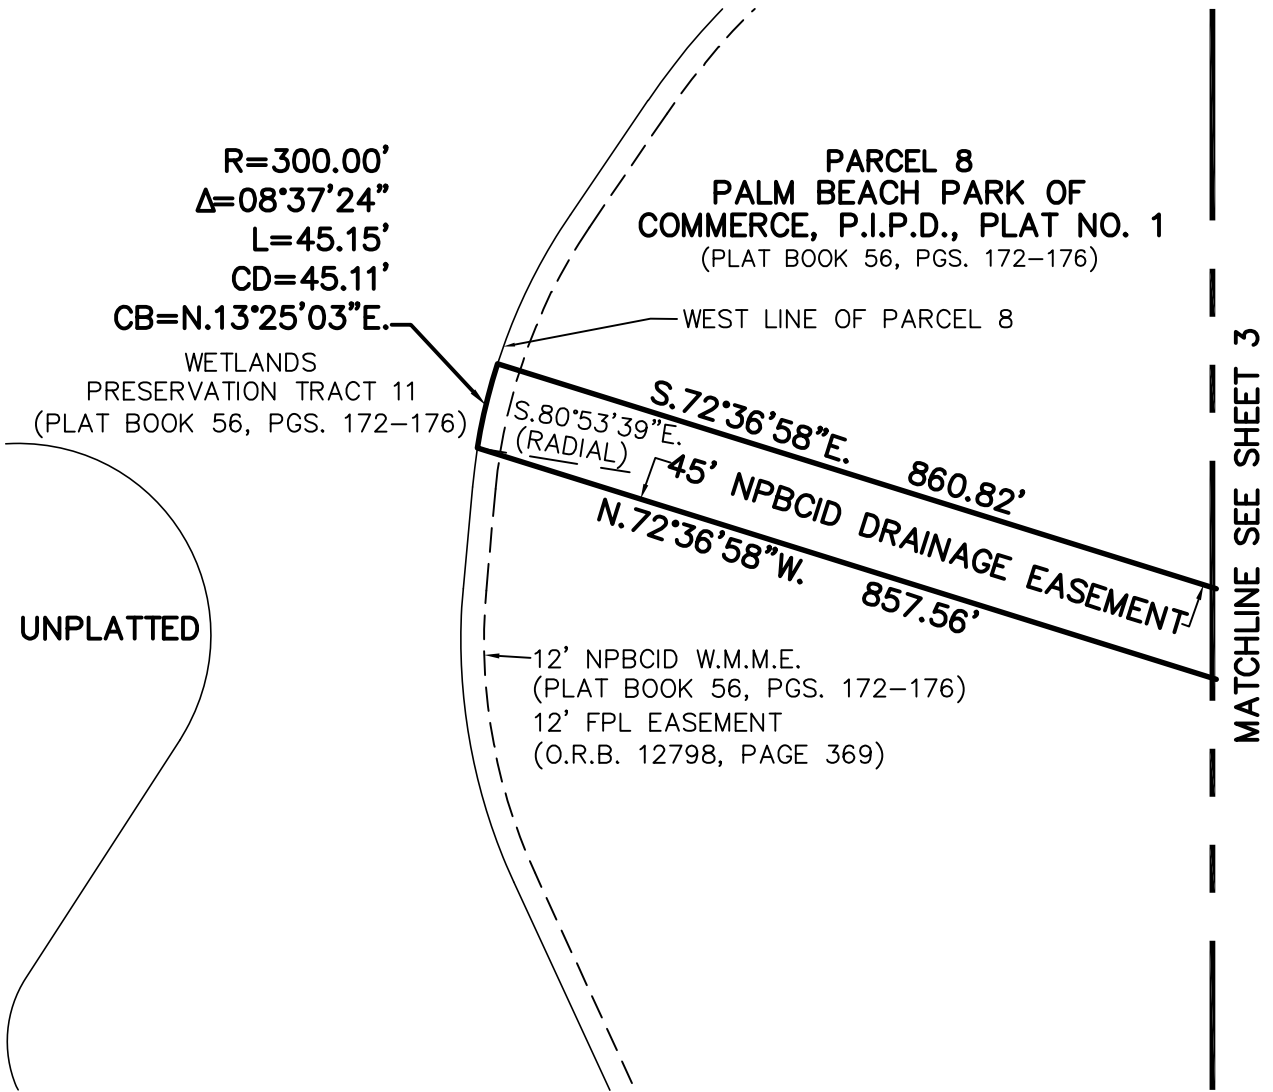 R=300.00'
Δ=08°37'24"
L=45.15'
CD=45.11'
CB=N.13°25'03"E.
WETLANDS
PRESERVATION TRACT 11
(PLAT BOOK 56, PGS. 172-176)
PARCEL 8
PALM BEACH PARK OF
COMMERCE, P.I.P.D., PLAT NO. 1
(PLAT BOOK 56, PGS. 172-176)
WEST LINE OF PARCEL 8
S.72°36'58"E. 860.82'
S.80°53'39"E.
(RADIAL)
45' NPBCID DRAINAGE EASEMENT
N.72°36'58"W. 857.56'
UNPLATTED
12' NPBCID W.M.M.E.
(PLAT BOOK 56, PGS. 172-176)
12' FPL EASEMENT
(O.R.B. 12798, PAGE 369)
MATCHLINE SEE SHEET 3